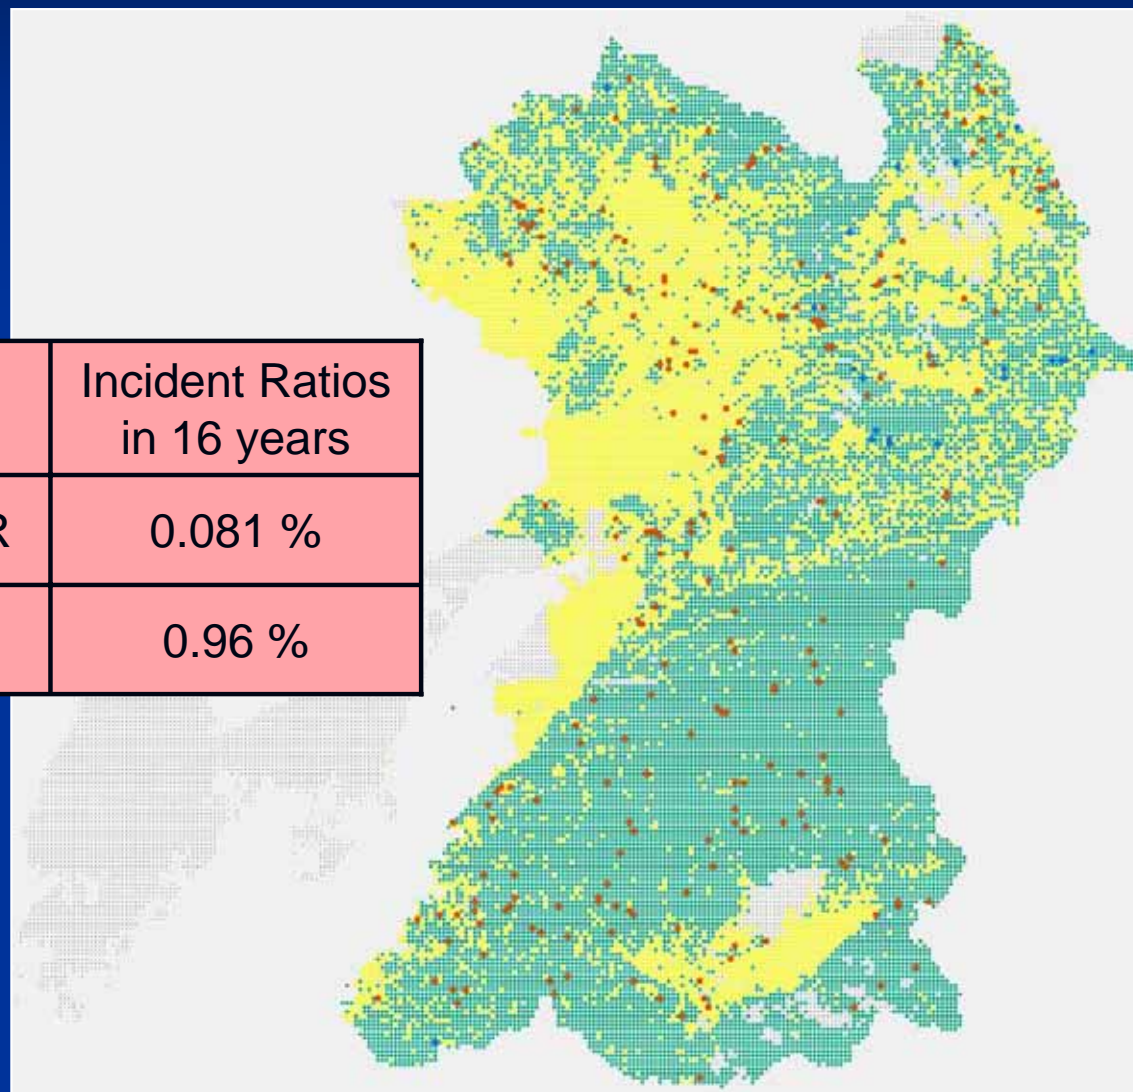 Incident Ratios
in 16 years
R 0.081 %
0.96 %